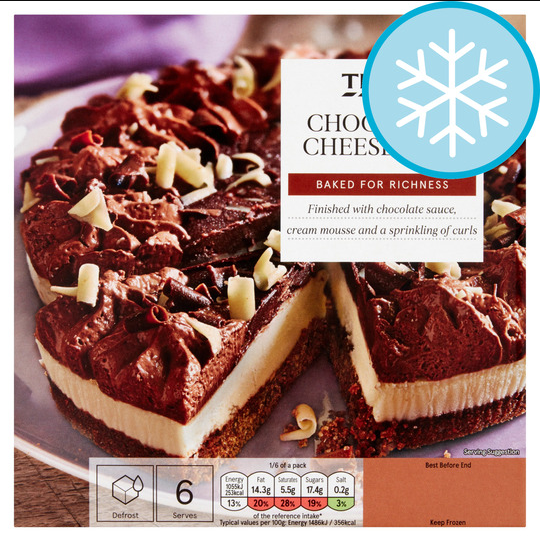 BAKED FOR RICHNESS
Finished with chocolate sauce,
cream mousse and a sprinkling of curls
Serving Suggestion
Defrost
6
Serves
1/6 of a pack
Energy
1055kJ
253kcal
13%
Fat
14.3g
20%
Saturates
5.5g
28%
Sugars
17.4g
19%
Salt
0.2g
3%
of the reference intake*
Typical values per 100g: Energy 1486kJ / 356kcal
Best Before End
Keep Frozen